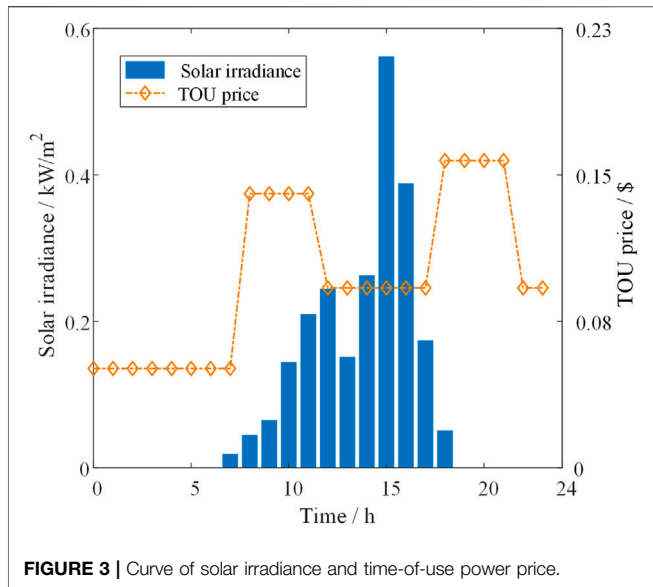 0.6
0.4
0.2
0
Solar irradiance / kW/m²
Solar irradiance
TOU price
0.23
0.15
0.08
0
TOU price / $
0 5 10 15 20 24
Time / h
FIGURE 3 | Curve of solar irradiance and time-of-use power price.